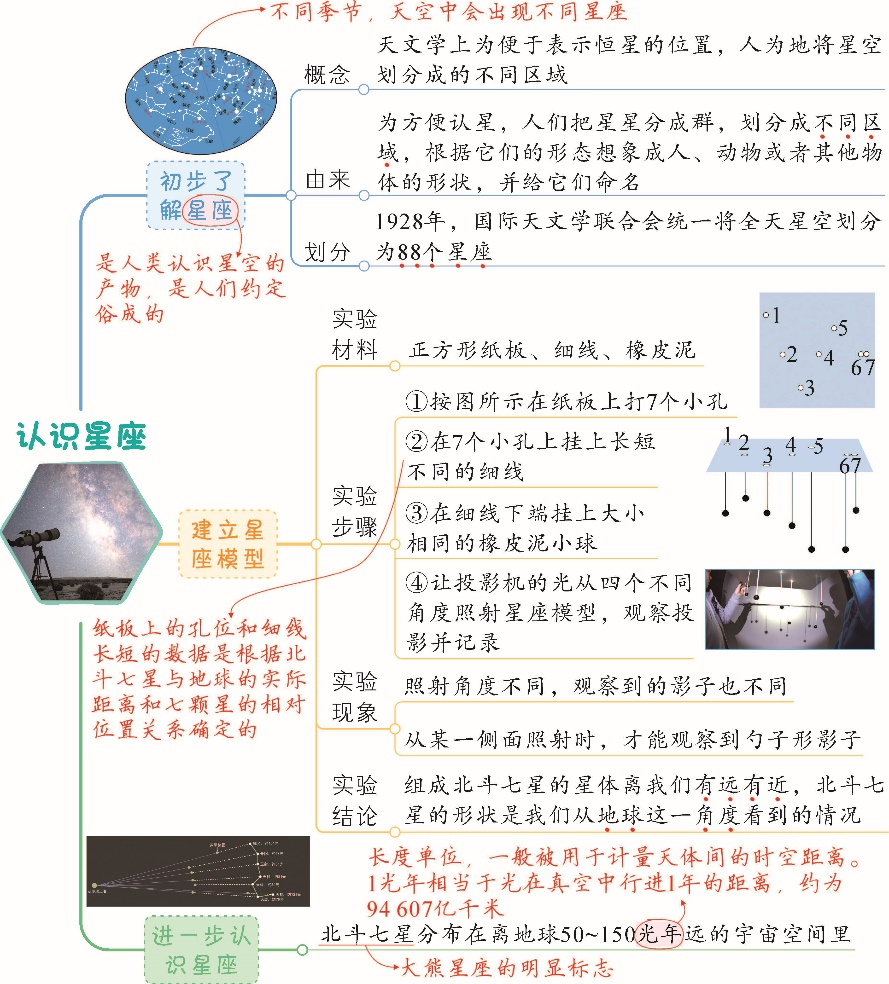 不同季节，天空中会出现不同星座
概念
天文学上为便于表示恒星的位置，人为地将星空
划分成的不同区域
由来
为方便认星，人们把星星分成群，划分成不同区
域，根据它们的形态想象成人、动物或者其他物
体的形状，并给它们命名
划分
1928年，国际天文学联合会统一将全天星空划分
为88个星座
初步了
解星座
是人类认识星空的
产物，是人们约定
俗成的
认识星座
建立星
座模型
实验
材料
正方形纸板、细线、橡皮泥
1
5
2
4
67
3
实验
步骤
①按图所示在纸板上打7个小孔
②在7个小孔上挂上长短
不同的细线
③在细线下端挂上大小
相同的橡皮泥小球
④让投影机的光从四个不同
角度照射星座模型，观察投
影并记录
1
2
3
4
5
67
纸板上的孔位和细线
长短的数据是根据北
斗七星与地球的实际
距离和七颗星的相对
位置关系确定的
实验
现象
照射角度不同，观察到的影子也不同
从某一侧面照射时，才能观察到勺子形影子
实验
结论
组成北斗七星的星体离我们有远有近，北斗七
星的形状是我们从地球这一角度看到的情况
长度单位，一般被用于计量天体间的时空距离。
1光年相当于光在真空中行进1年的距离，约为
94 607亿千米
进一步认
识星座
北斗七星分布在离地球50~150光年远的宇宙空间里
大熊星座的明显标志